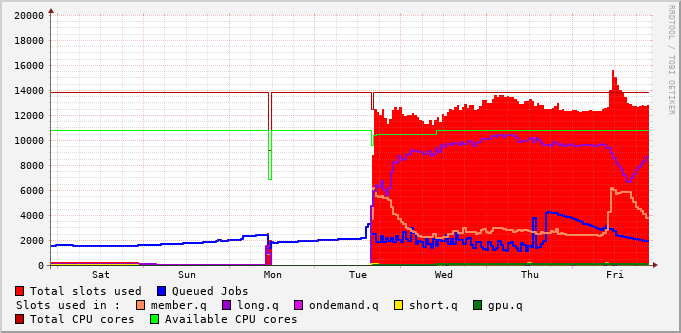 RRDTOOL / TOBI OETIKER
20000
18000
16000
14000
12000
10000
8000
6000
4000
2000
0
Sat Sun Mon Tue Wed Thu Fri
Total slots used Queued Jobs
Slots used in : member.q long.q ondemand.q short.q gpu.q
Total CPU cores Available CPU cores